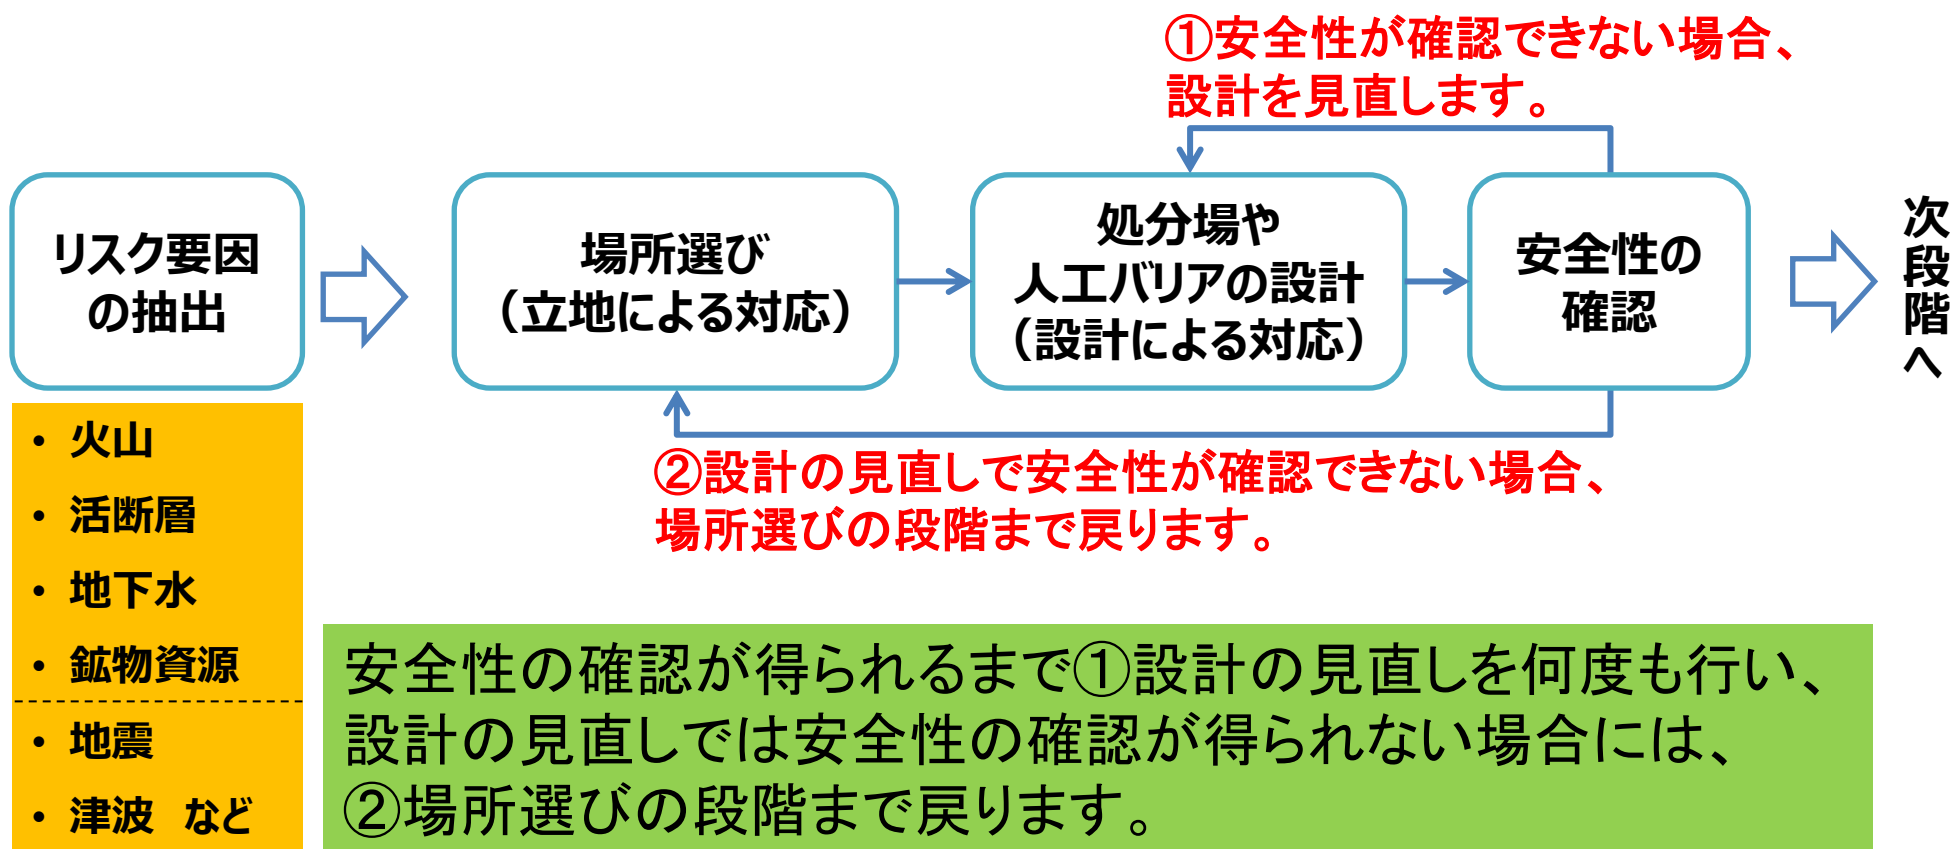 ①安全性が確認できない場合、
設計を見直します。
リスク要因
の抽出
場所選び
（立地による対応）
処分場や
人工バリアの設計
（設計による対応）
安全性の
確認
次段階へ
②設計の見直しで安全性が確認できない場合、
場所選びの段階まで戻ります。
• 火山
• 活断層
• 地下水
• 鉱物資源
• 地震
• 津波　など
安全性の確認が得られるまで①設計の見直しを何度も行い、
設計の見直しでは安全性の確認が得られない場合には、
②場所選びの段階まで戻ります。